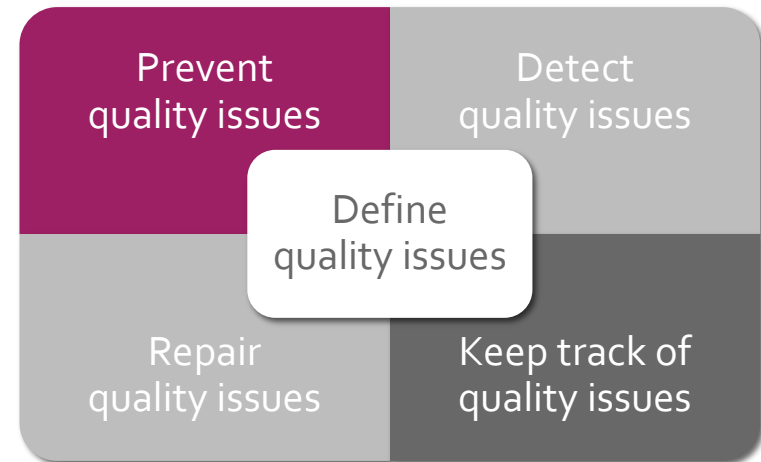 Prevent
quality issues
Detect
quality issues
Define
quality issues
Repair
quality issues
Keep track of
quality issues